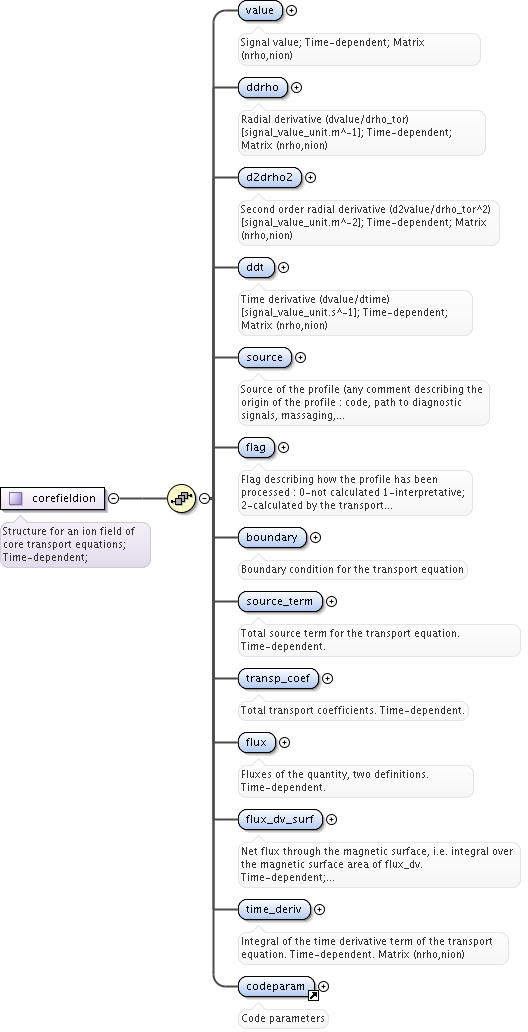 value
Signal value; Time-dependent; Matrix
(nrho,nion)
ddrho
Radial derivative (dvalue/drho_tor)
[signal_value_unit.m^-1]; Time-dependent;
Matrix (nrho,nion)
d2drho2
Second order radial derivative (d2value/drho_tor^2)
[signal_value_unit.m^-2]; Time-dependent; Matrix
(nrho,nion)
ddt
Time derivative (dvalue/dtime)
[signal_value_unit.s^-1]; Time-dependent;
Matrix (nrho,nion)
source
Source of the profile (any comment describing the
origin of the profile : code, path to diagnostic
signals, massaging,...
flag
Flag describing how the profile has been
processed : 0-not calculated 1-interpretative;
2-calculated by the transport...
corefieldion
Structure for an ion field of
core transport equations;
Time-dependent;
boundary
Boundary condition for the transport equation
source_term
Total source term for the transport equation.
Time-dependent.
transp_coef
Total transport coefficients. Time-dependent.
flux
Fluxes of the quantity, two definitions.
Time-dependent.
flux_dv_surf
Net flux through the magnetic surface, i.e. integral over
the magnetic surface area of flux_dv.
Time-dependent;...
time_deriv
Integral of the time derivative term of the transport
equation. Time-dependent. Matrix (nrho,nion)
codeparam
Code parameters